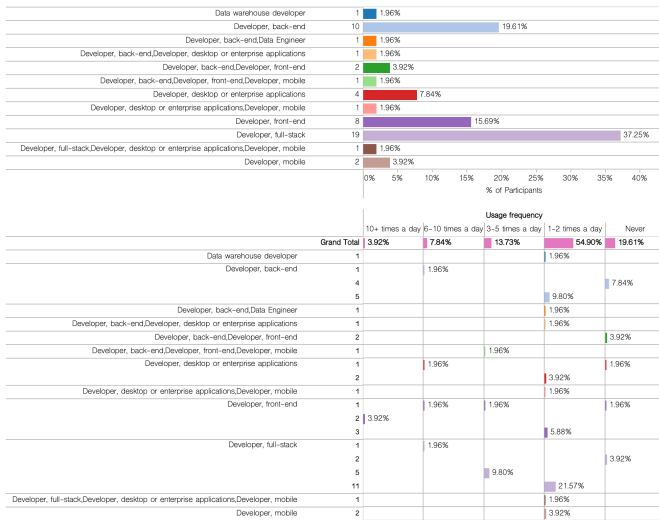 Data warehouse developer 1 1.96%
Developer, back-end 10 19.61%
Developer, back-end,Data Engineer 1 1.96%
Developer, back-end,Developer, desktop or enterprise applications 1 1.96%
Developer, back-end,Developer, front-end 2 3.92%
Developer, back-end,Developer, front-end,Developer, mobile 1 1.96%
Developer, desktop or enterprise applications 4 7.84%
Developer, desktop or enterprise applications,Developer, mobile 1 1.96%
Developer, front-end 8 15.69%
Developer, full-stack 19 37.25%
Developer, full-stack,Developer, desktop or enterprise applications,Developer, mobile 1 1.96%
Developer, mobile 2 3.92%
0% 5% 10% 15% 20% 25% 30% 35% 40%
% of Participants
Usage frequency
10+ times a day 6-10 times a day 3-5 times a day 1-2 times a day Never
Grand Total 3.92% 7.84% 13.73% 54.90% 19.61%
Data warehouse developer 1 1.96%
Developer, back-end 1 1.96%
4 7.84%
5 9.80%
Developer, back-end,Data Engineer 1 1.96%
Developer, back-end,Developer, desktop or enterprise applications 1 1.96%
Developer, back-end,Developer, front-end 2 3.92%
Developer, back-end,Developer, front-end,Developer, mobile 1 1.96%
Developer, desktop or enterprise applications 1 1.96% 1.96%
2 3.92%
Developer, desktop or enterprise applications,Developer, mobile 1 1.96%
Developer, front-end 1 1.96% 1.96% 1.96%
2 3.92%
3 5.88%
Developer, full-stack 1 1.96%
2 3.92%
5 9.80%
11 21.57%
Developer, full-stack,Developer, desktop or enterprise applications,Developer, mobile 1 1.96%
Developer, mobile 2 3.92%